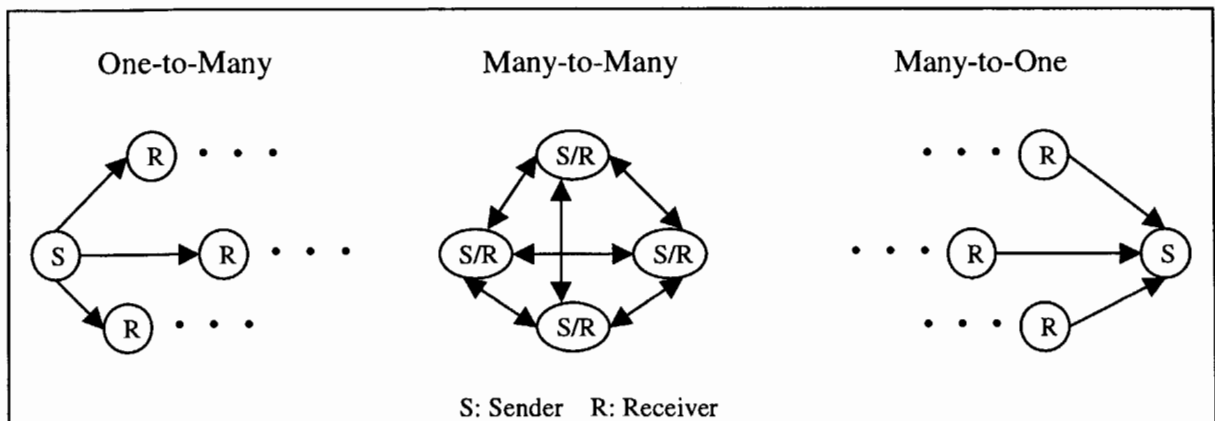 One-to-Many Many-to-Many Many-to-One
R S/R R
S R S/R S/R R S
R S/R R
S: Sender R: Receiver